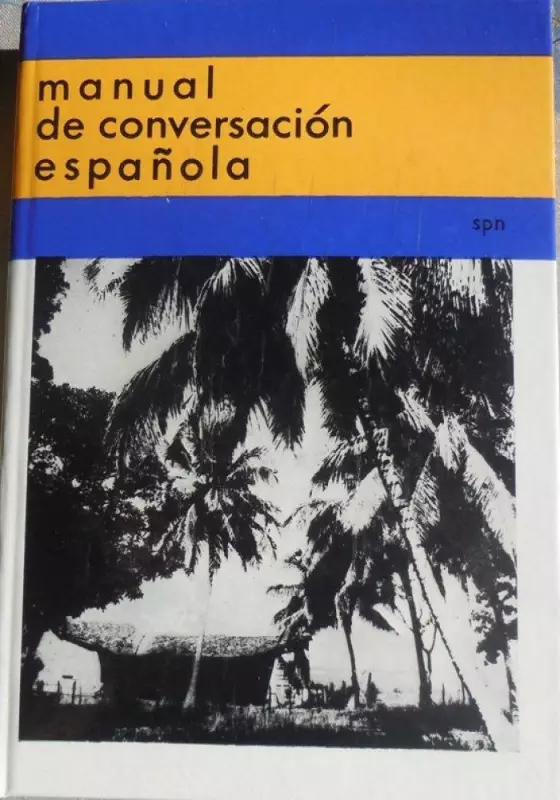 manual
de conversación
española
spn